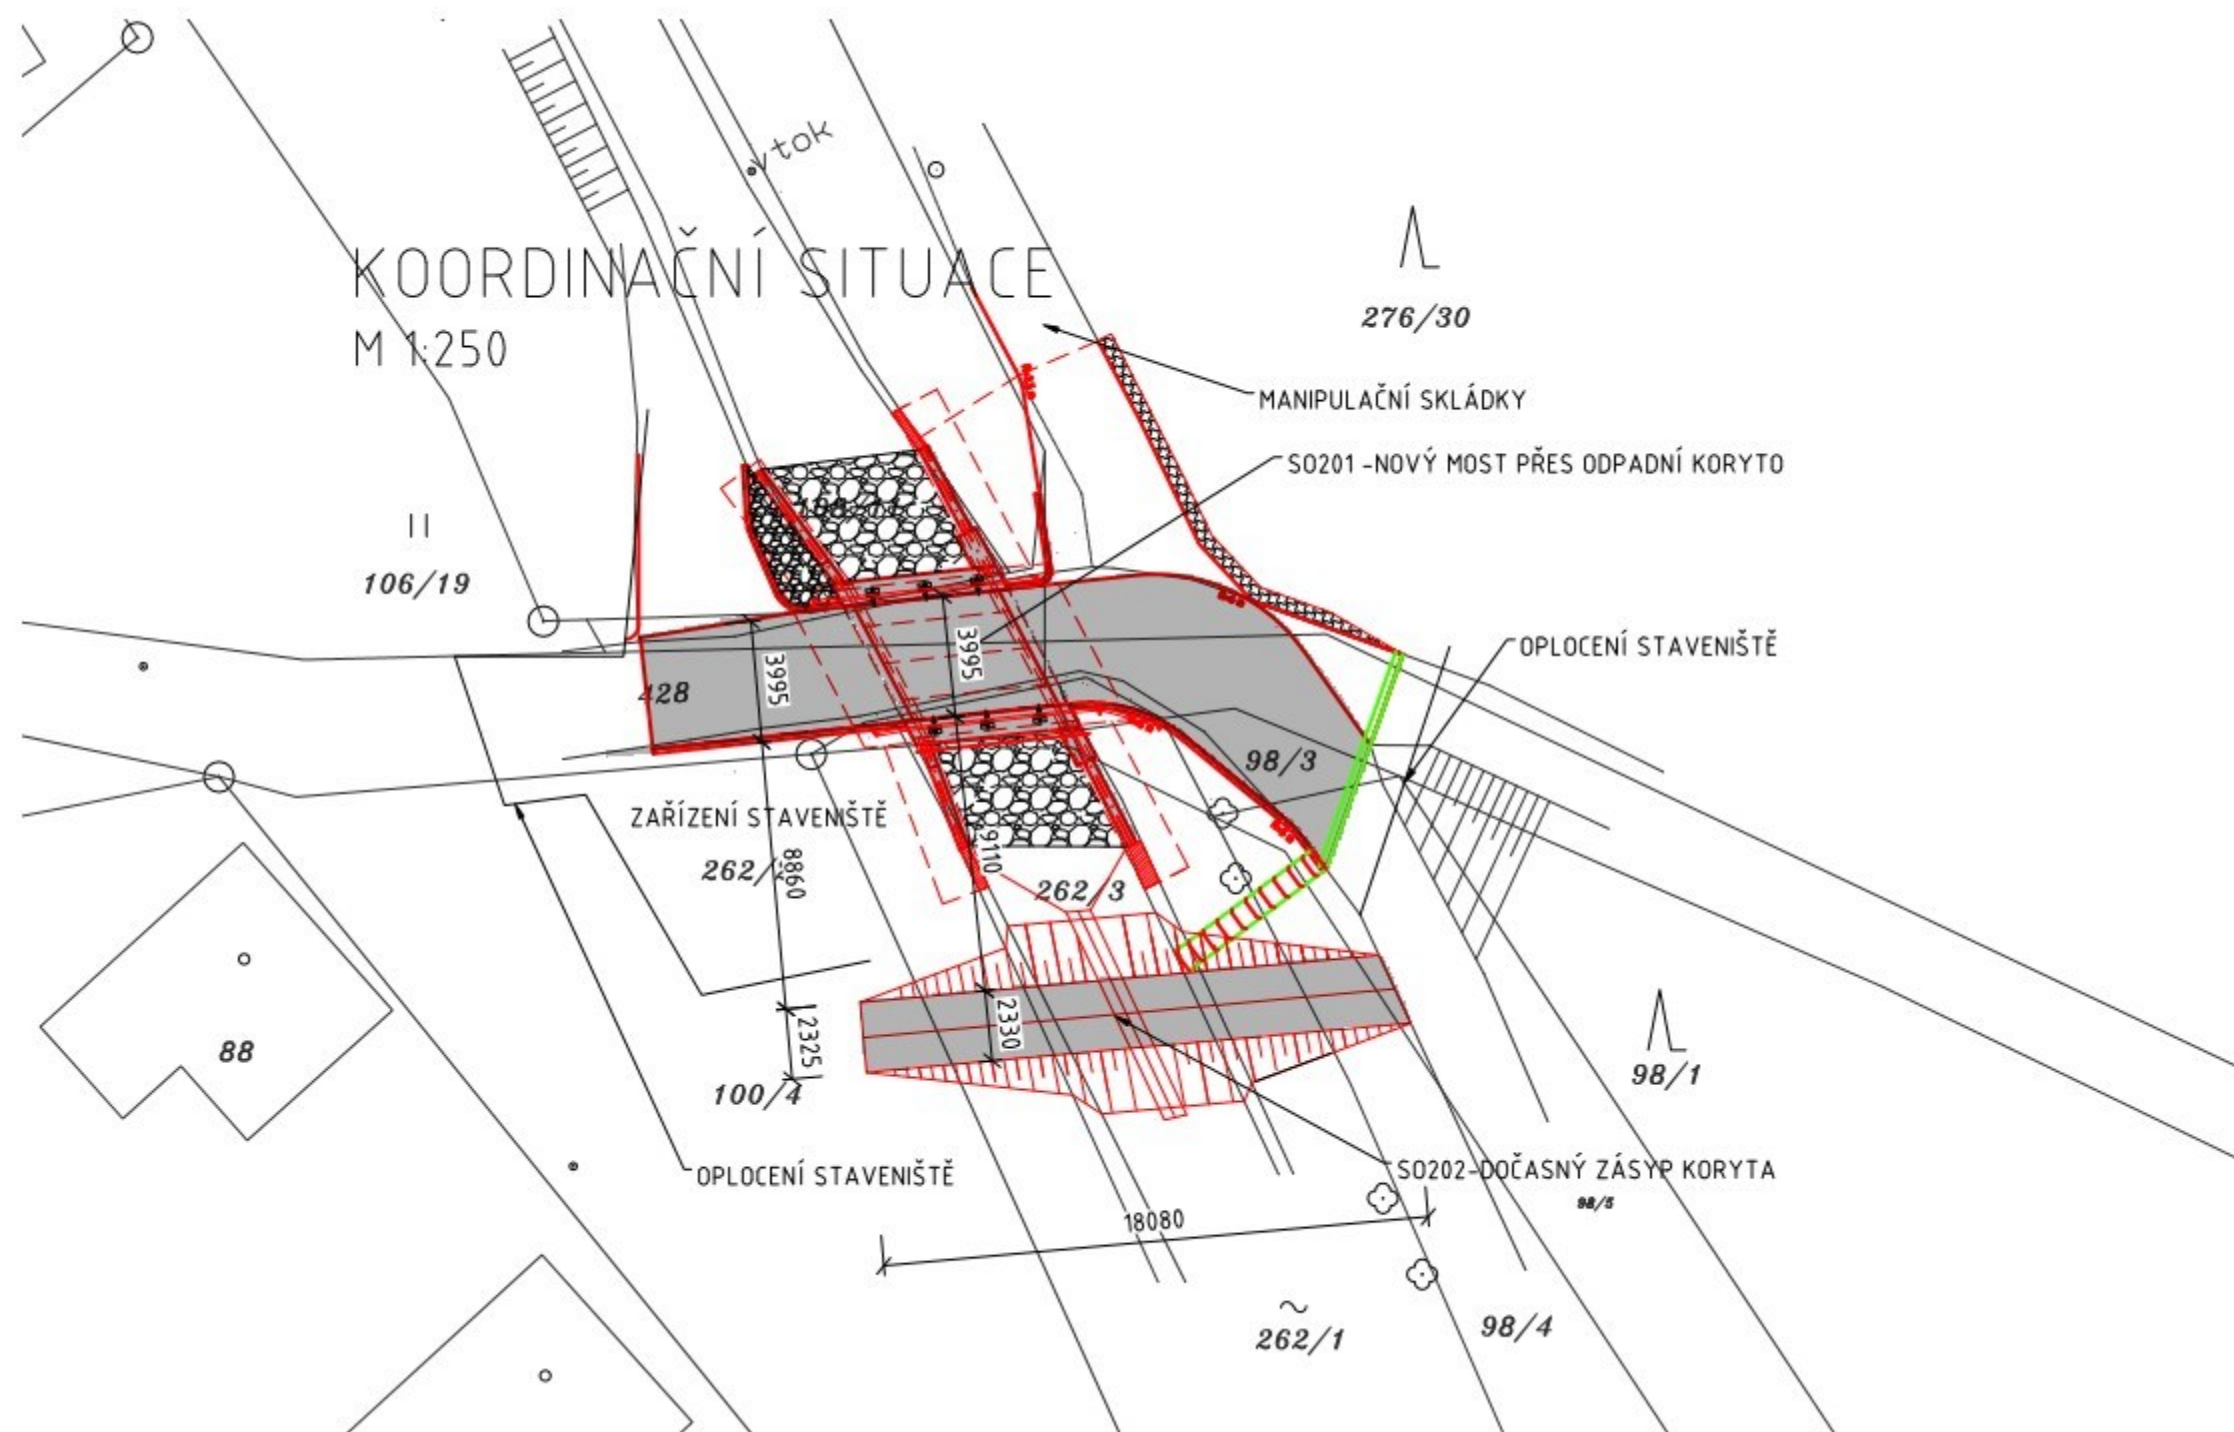 vtok
KOORDINAČNÍ SITUACE
M 1:250
276/30
MANIPULAČNÍ SKLÁDKY
SO201 -NOVÝ MOST PŘES ODPADNÍ KORYTO
106/19
OPLOCENÍ STAVENIŠTĚ
3995
3995
428
98/3
ZAŘÍZENÍ STAVENIŠTĚ
262/
8860
9110
262/3
2325
2330
88
100/4
98/1
OPLOCENÍ STAVENIŠTĚ
SO202-DOČASNÝ ZÁSYP KORYTA
98/5
18080
262/1
98/4